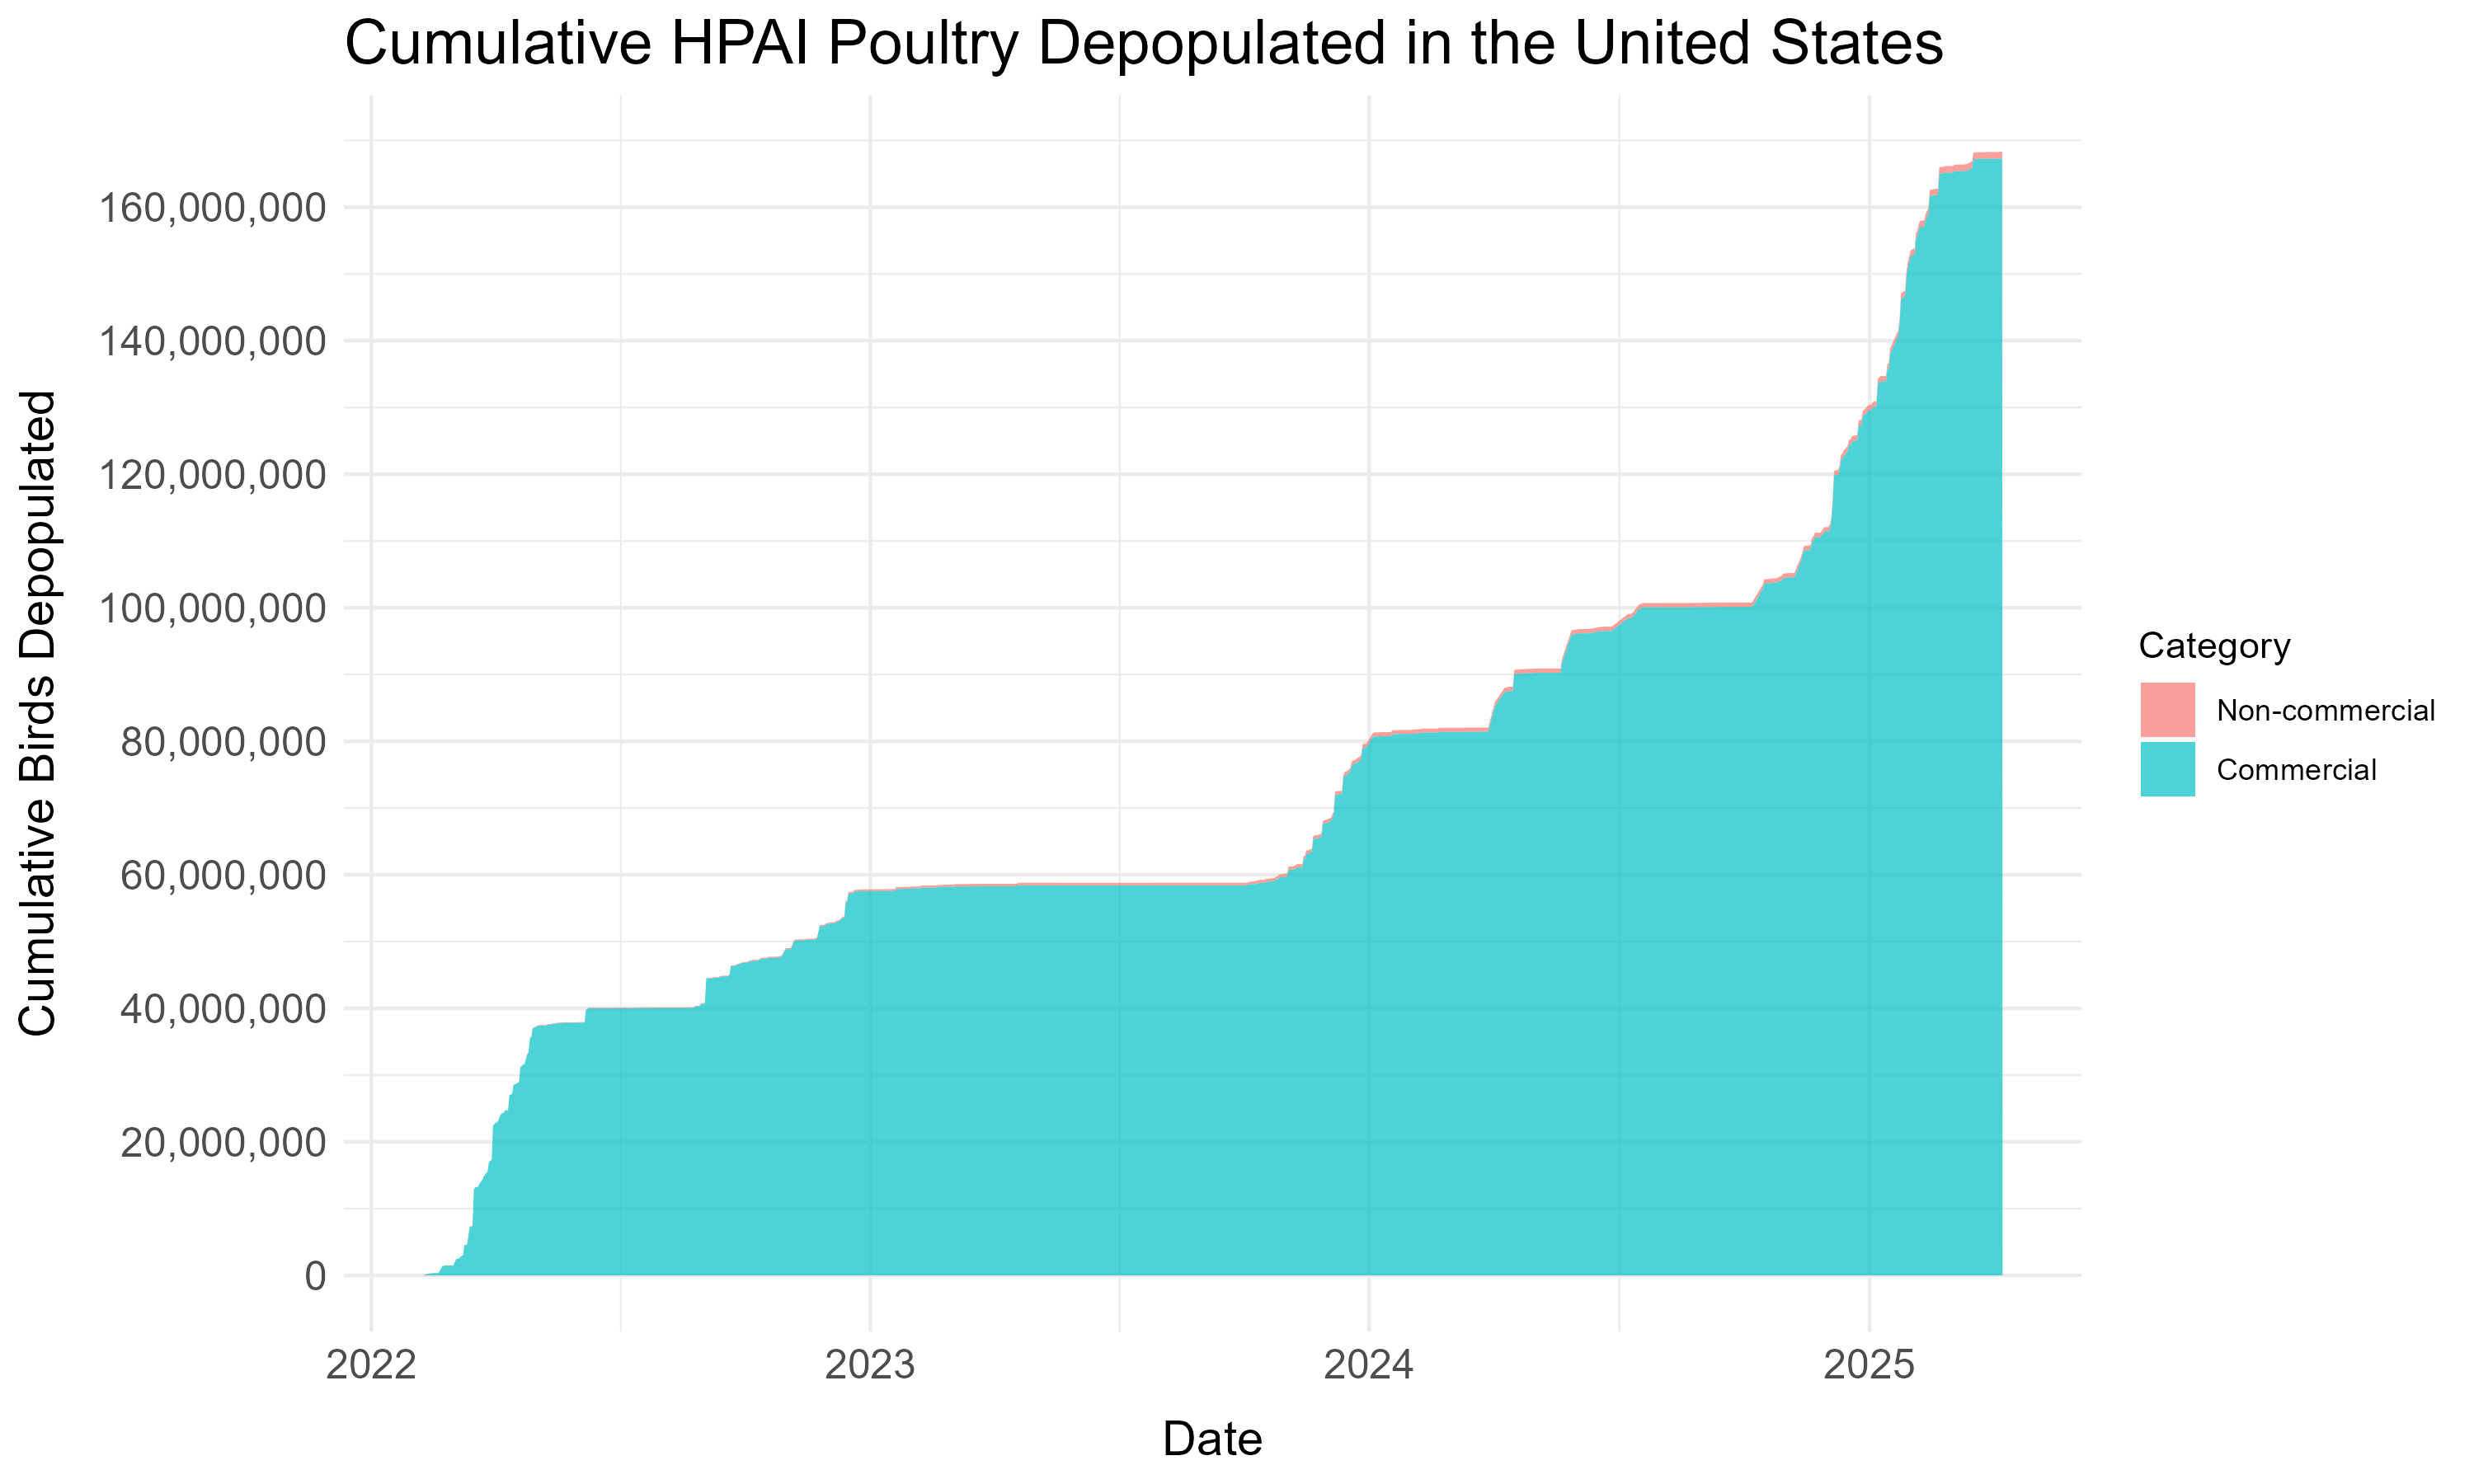 Cumulative HPAI Poultry Depopulated in the United States
Cumulative Birds Depopulated
160,000,000
140,000,000
120,000,000
100,000,000
80,000,000
60,000,000
40,000,000
20,000,000
0
2022
2023
2024
2025
Date
Category
Non-commercial
Commercial